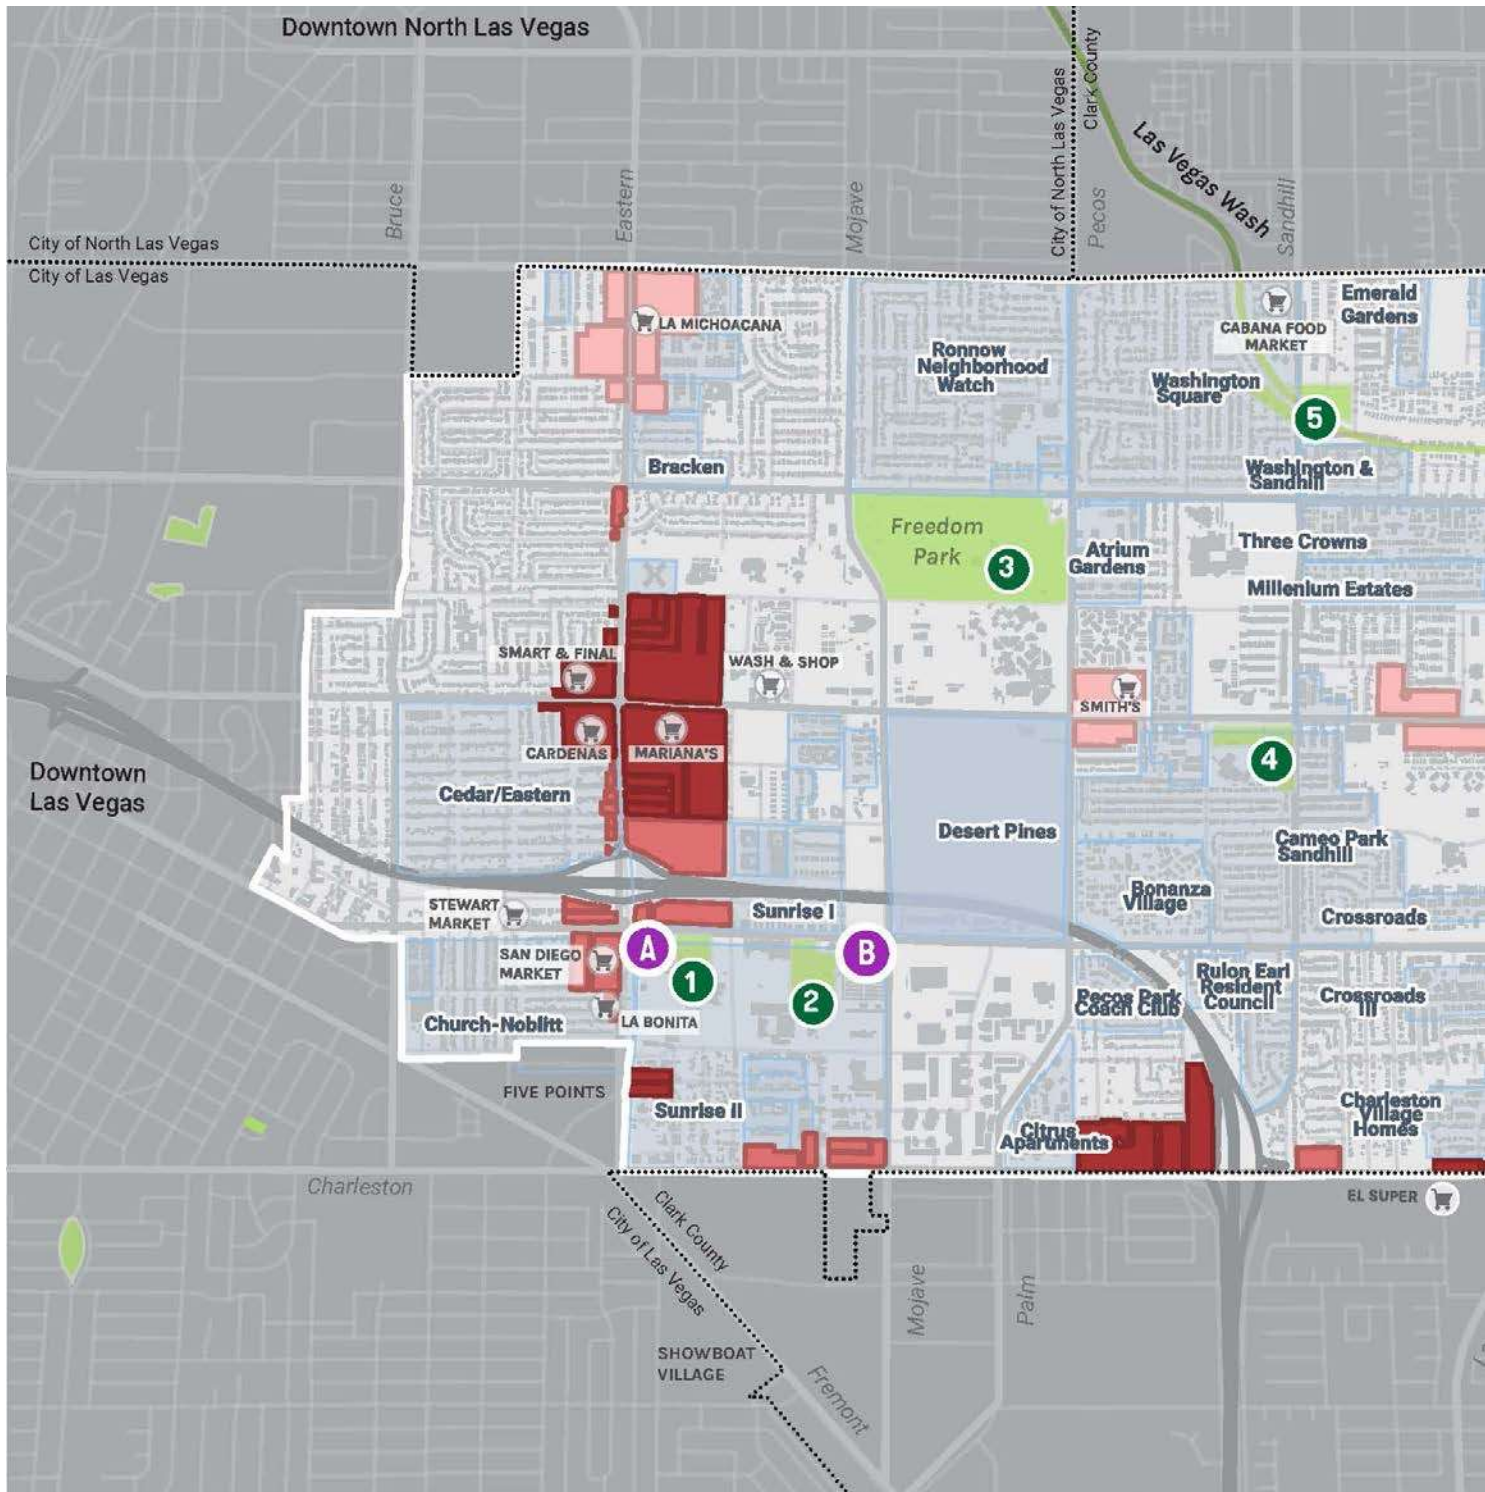 Downtown North Las Vegas
City of North Las Vegas
Clark County
Las Vegas Wash
Bruce
Eastern
Mojave
Pecos
Sandhill
City of North Las Vegas
City of Las Vegas
LA MICHOACANA
CABANA FOOD
MARKET
Emerald
Gardens
Ronnow
Neighborhood
Watch
Washington
Square
5
Bracken
Washington &
Sandhill
Freedom
Park
3
Atrium
Gardens
Three Crowns
Millenium Estates
SMART & FINAL
WASH & SHOP
SMITH'S
CARDENAS
MARIANA'S
4
Downtown
Las Vegas
Cedar/Eastern
Desert Pines
Cameo Park
Sandhill
Bonanza
Village
STEWART
MARKET
Sunrise I
Crossroads
A
B
SAN DIEGO
MARKET
1
2
Rulon Earl
Resident
Council
Pecos Park
Coach Club
Crossroads
III
Church-Noblitt
LA BONITA
FIVE POINTS
Sunrise II
Citrus
Apartments
Charleston
Village
Homes
Charleston
EL SUPER
Clark County
City of Las Vegas
Mojave
Palm
SHOWBOAT
VILLAGE
Fremont